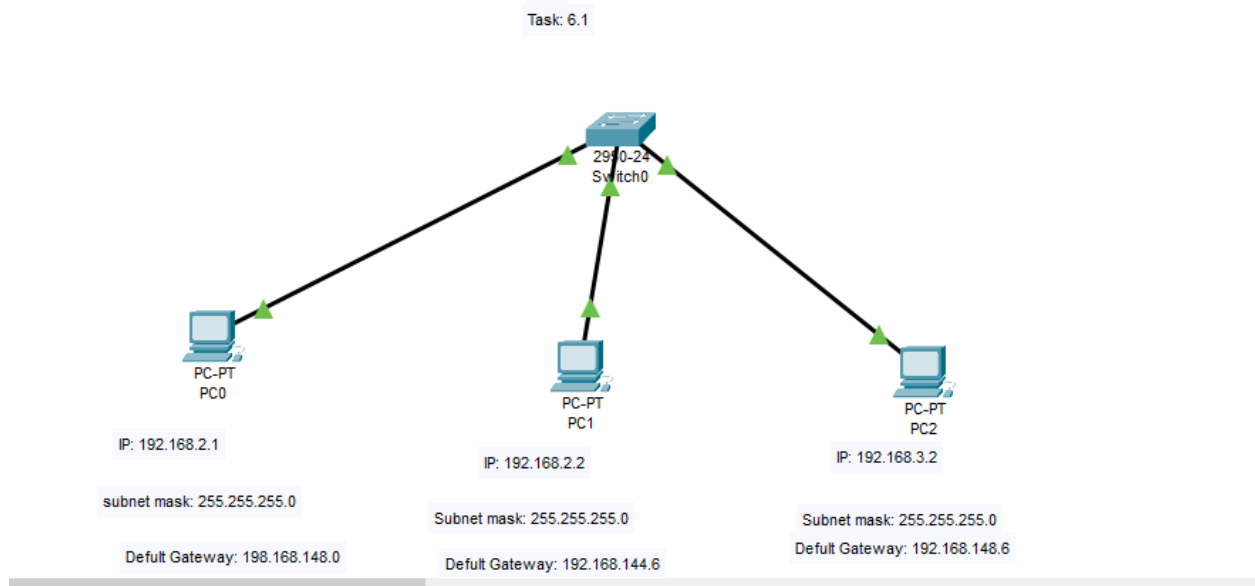 Task: 6.1
2950-24
Switch0
PC-PT
PC0
PC-PT
PC1
PC-PT
PC2
IP: 192.168.2.1
IP: 192.168.2.2
IP: 192.168.3.2
subnet mask: 255.255.255.0
Subnet mask: 255.255.255.0
Subnet mask: 255.255.255.0
Defult Gateway: 198.168.148.0
Defult Gateway: 192.168.144.6
Defult Gateway: 192.168.148.6